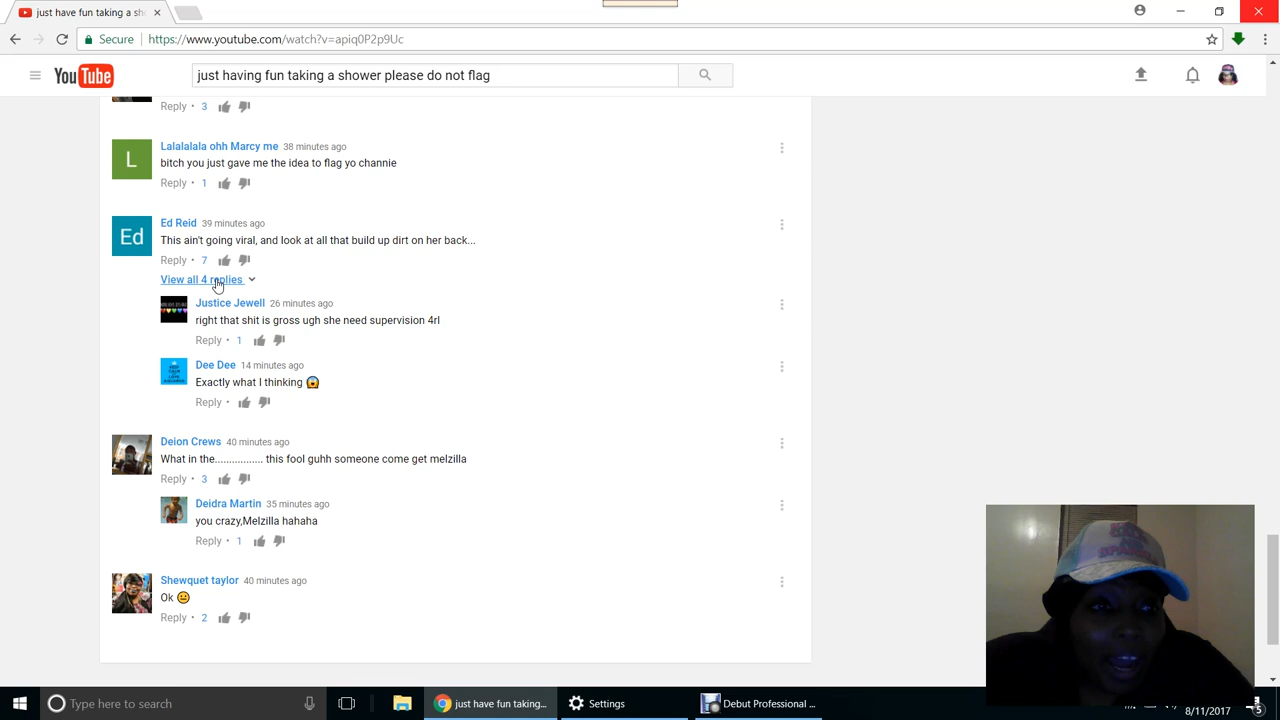 just have fun taking a sh
Secure https://www.youtube.com/watch?v=apiq0P2p9Uc
YouTube just having fun taking a shower please do not flag
Reply • 3
L
Lalalalala ohh Marcy me 38 minutes ago
bitch you just gave me the idea to flag yo channie
Reply • 1
Ed
Ed Reid 39 minutes ago
This ain't going viral, and look at all that build up dirt on her back...
Reply • 7
View all 4 replies
Justice Jewell 26 minutes ago
right that shit is gross ugh she need supervision 4rl
Reply • 1
Dee Dee 14 minutes ago
Exactly what I thinking 😱
Reply •
Deion Crews 40 minutes ago
What in the................. this fool guhh someone come get melzilla
Reply • 3
Deidra Martin 35 minutes ago
you crazy,Melzilla hahaha
Reply • 1
Shewquet taylor 40 minutes ago
Ok 😐
Reply • 2
Type here to search just have fun taking... Settings Debut Professional ...
8/11/2017 5